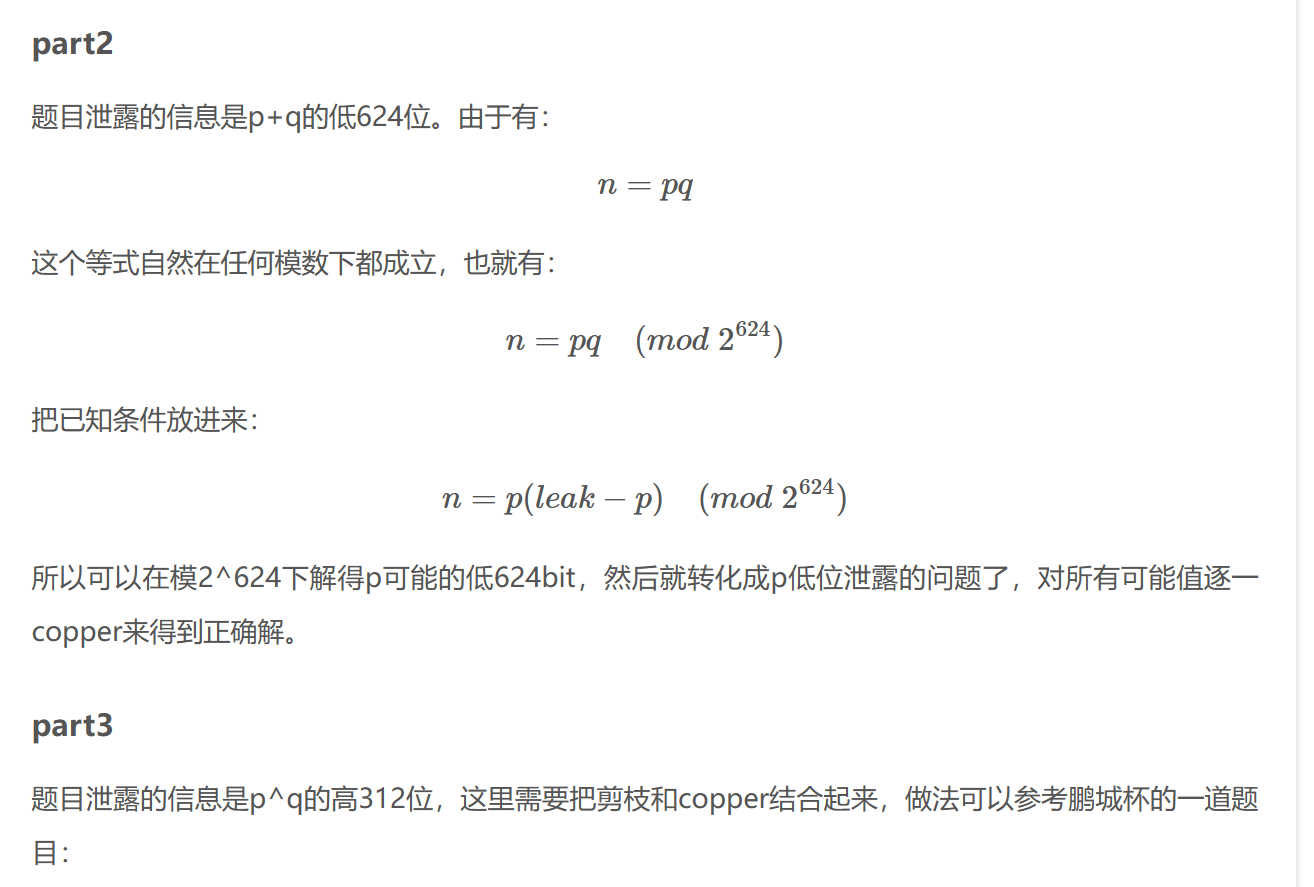 part2
题目泄露的信息是p+q的低624位。由于有：
n = pq
这个等式自然在任何模数下都成立，也就有：
n = pq (mod 2^624)
把已知条件放进来：
n = p(leak − p) (mod 2^624)
所以可以在模2^624下解得p可能的低624bit，然后就转化成p低位泄露的问题了，对所有可能值逐一
copper来得到正确解。
part3
题目泄露的信息是p^q的高312位，这里需要把剪枝和copper结合起来，做法可以参考鹏城杯的一道题
目：